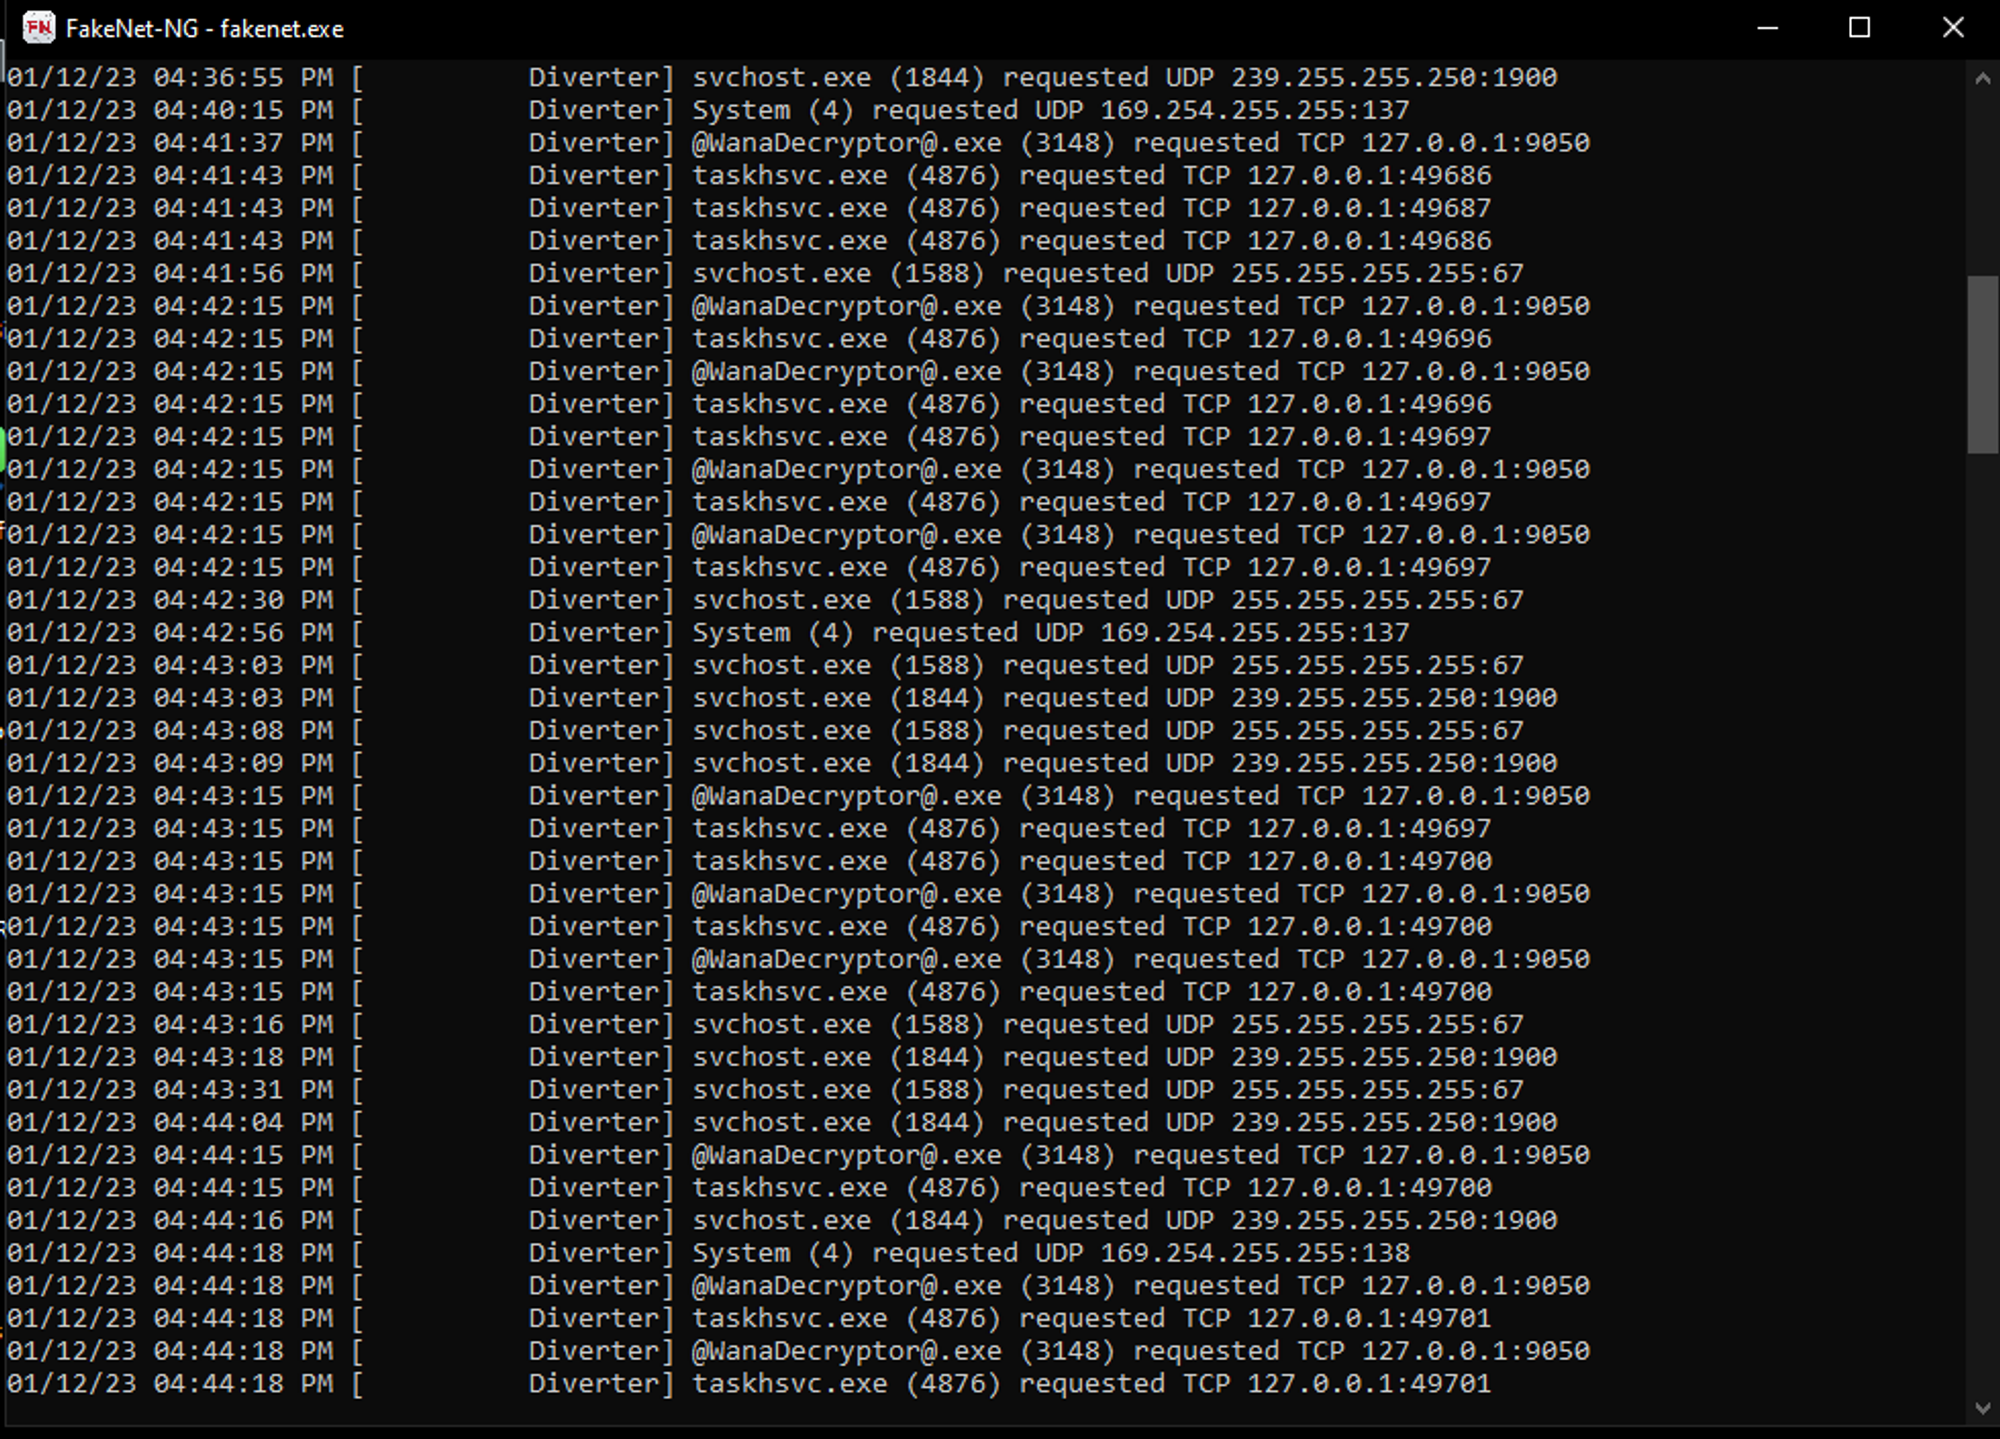 FakeNet-NG - fakenet.exe
01/12/23 04:36:55 PM [          Diverter] svchost.exe (1844) requested UDP 239.255.255.250:1900
01/12/23 04:40:15 PM [          Diverter] System (4) requested UDP 169.254.255.255:137
01/12/23 04:41:37 PM [          Diverter] @WanaDecryptor@.exe (3148) requested TCP 127.0.0.1:9050
01/12/23 04:41:43 PM [          Diverter] taskhsvc.exe (4876) requested TCP 127.0.0.1:49686
01/12/23 04:41:43 PM [          Diverter] taskhsvc.exe (4876) requested TCP 127.0.0.1:49687
01/12/23 04:41:43 PM [          Diverter] taskhsvc.exe (4876) requested TCP 127.0.0.1:49686
01/12/23 04:41:56 PM [          Diverter] svchost.exe (1588) requested UDP 255.255.255.255:67
01/12/23 04:42:15 PM [          Diverter] @WanaDecryptor@.exe (3148) requested TCP 127.0.0.1:9050
01/12/23 04:42:15 PM [          Diverter] taskhsvc.exe (4876) requested TCP 127.0.0.1:49696
01/12/23 04:42:15 PM [          Diverter] @WanaDecryptor@.exe (3148) requested TCP 127.0.0.1:9050
01/12/23 04:42:15 PM [          Diverter] taskhsvc.exe (4876) requested TCP 127.0.0.1:49696
01/12/23 04:42:15 PM [          Diverter] taskhsvc.exe (4876) requested TCP 127.0.0.1:49697
01/12/23 04:42:15 PM [          Diverter] @WanaDecryptor@.exe (3148) requested TCP 127.0.0.1:9050
01/12/23 04:42:15 PM [          Diverter] taskhsvc.exe (4876) requested TCP 127.0.0.1:49697
01/12/23 04:42:15 PM [          Diverter] @WanaDecryptor@.exe (3148) requested TCP 127.0.0.1:9050
01/12/23 04:42:15 PM [          Diverter] taskhsvc.exe (4876) requested TCP 127.0.0.1:49697
01/12/23 04:42:30 PM [          Diverter] svchost.exe (1588) requested UDP 255.255.255.255:67
01/12/23 04:42:56 PM [          Diverter] System (4) requested UDP 169.254.255.255:137
01/12/23 04:43:03 PM [          Diverter] svchost.exe (1588) requested UDP 255.255.255.255:67
01/12/23 04:43:03 PM [          Diverter] svchost.exe (1844) requested UDP 239.255.255.250:1900
01/12/23 04:43:08 PM [          Diverter] svchost.exe (1588) requested UDP 255.255.255.255:67
01/12/23 04:43:09 PM [          Diverter] svchost.exe (1844) requested UDP 239.255.255.250:1900
01/12/23 04:43:15 PM [          Diverter] @WanaDecryptor@.exe (3148) requested TCP 127.0.0.1:9050
01/12/23 04:43:15 PM [          Diverter] taskhsvc.exe (4876) requested TCP 127.0.0.1:49697
01/12/23 04:43:15 PM [          Diverter] taskhsvc.exe (4876) requested TCP 127.0.0.1:49700
01/12/23 04:43:15 PM [          Diverter] @WanaDecryptor@.exe (3148) requested TCP 127.0.0.1:9050
01/12/23 04:43:15 PM [          Diverter] taskhsvc.exe (4876) requested TCP 127.0.0.1:49700
01/12/23 04:43:15 PM [          Diverter] @WanaDecryptor@.exe (3148) requested TCP 127.0.0.1:9050
01/12/23 04:43:15 PM [          Diverter] taskhsvc.exe (4876) requested TCP 127.0.0.1:49700
01/12/23 04:43:16 PM [          Diverter] svchost.exe (1588) requested UDP 255.255.255.255:67
01/12/23 04:43:18 PM [          Diverter] svchost.exe (1844) requested UDP 239.255.255.250:1900
01/12/23 04:43:31 PM [          Diverter] svchost.exe (1588) requested UDP 255.255.255.255:67
01/12/23 04:44:04 PM [          Diverter] svchost.exe (1844) requested UDP 239.255.255.250:1900
01/12/23 04:44:15 PM [          Diverter] @WanaDecryptor@.exe (3148) requested TCP 127.0.0.1:9050
01/12/23 04:44:15 PM [          Diverter] taskhsvc.exe (4876) requested TCP 127.0.0.1:49700
01/12/23 04:44:16 PM [          Diverter] svchost.exe (1844) requested UDP 239.255.255.250:1900
01/12/23 04:44:18 PM [          Diverter] System (4) requested UDP 169.254.255.255:138
01/12/23 04:44:18 PM [          Diverter] @WanaDecryptor@.exe (3148) requested TCP 127.0.0.1:9050
01/12/23 04:44:18 PM [          Diverter] taskhsvc.exe (4876) requested TCP 127.0.0.1:49701
01/12/23 04:44:18 PM [          Diverter] @WanaDecryptor@.exe (3148) requested TCP 127.0.0.1:9050
01/12/23 04:44:18 PM [          Diverter] taskhsvc.exe (4876) requested TCP 127.0.0.1:49701